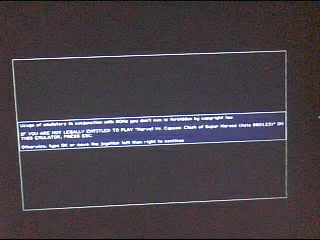 Usage of emulators in conjunction with ROMs you don't own is forbidden by copyright law.
IF YOU ARE NOT LEGALLY ENTITLED TO PLAY "Marvel Vs. Capcom: Clash of Super Heroes (Asia 980123)" ON
THIS EMULATOR, PRESS ESC.
Otherwise, type OK or move the joystick left then right to continue